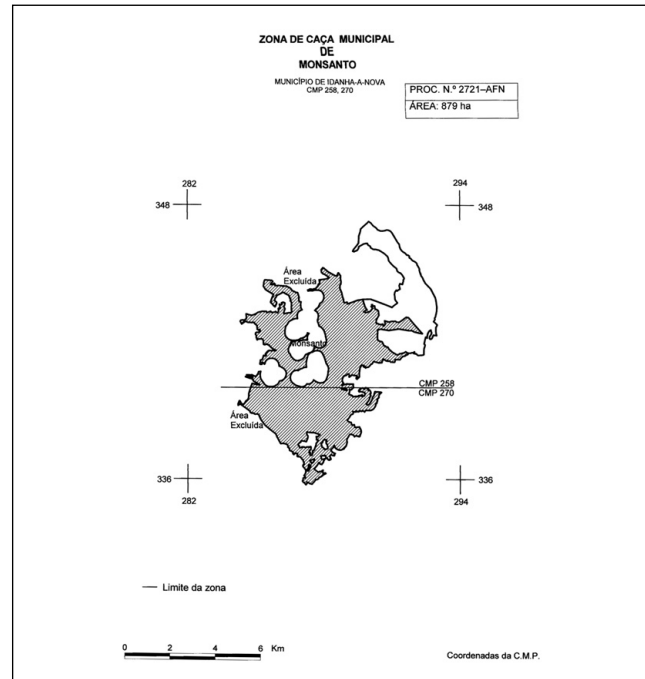 ZONA DE CAÇA MUNICIPAL
DE
MONSANTO
MUNICÍPIO DE IDANHA-A-NOVA
CMP 258, 270
PROC. N.º 2721–AFN
ÁREA: 879 ha
282
348
294
348
Área
Excluída
Monsanto
CMP 258
CMP 270
Área
Excluída
336
282
336
294
Limite da zona
0 2 4 6 Km
Coordenadas da C.M.P.